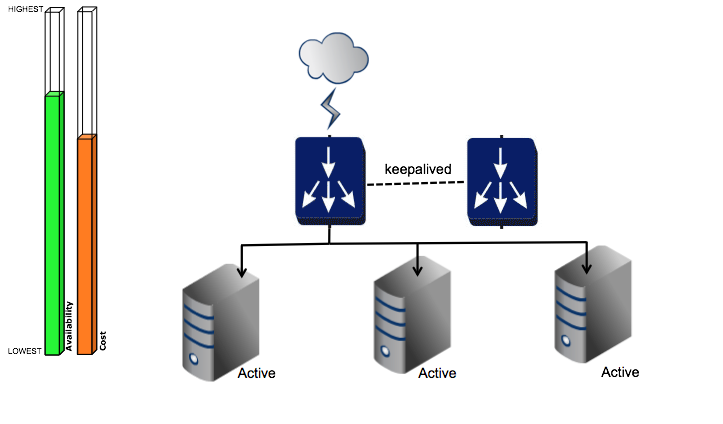 HIGHEST
LOWEST
Availability
Cost
keepalived
Active
Active
Active